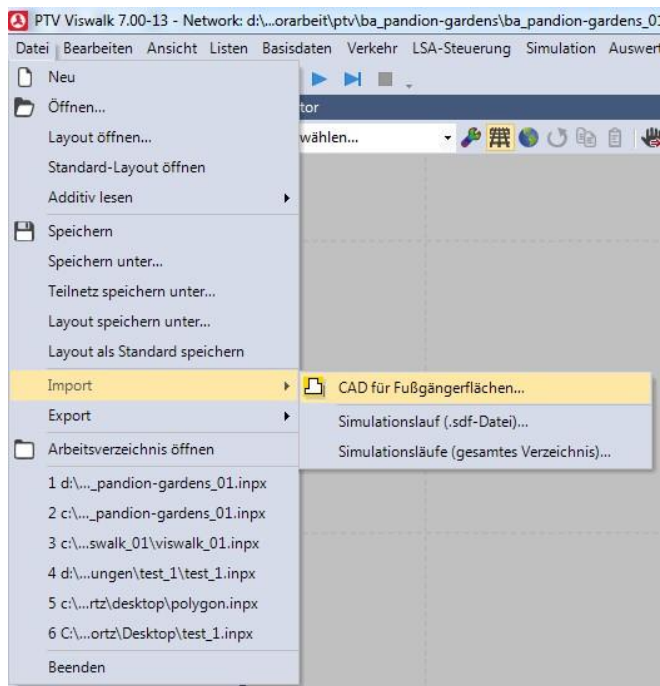 PTV Viswalk 7.00-13 - Network: d:\...orarbeit\ptv\ba_pandion-gardens\ba_pandion-gardens_01
Datei Bearbeiten Ansicht Listen Basisdaten Verkehr LSA-Steuerung Simulation Auswert
Neu
Öffnen...
tor
Layout öffnen...
wählen...
Standard-Layout öffnen
Additiv lesen
Speichern
Speichern unter...
Teilnetz speichern unter...
Layout speichern unter...
Layout als Standard speichern
Import
CAD für Fußgängerflächen...
Export
Simulationslauf (.sdf-Datei)...
Arbeitsverzeichnis öffnen
Simulationsläufe (gesamtes Verzeichnis)...
1 d:\..._pandion-gardens_01.inpx
2 c:\..._pandion-gardens_01.inpx
3 c:\...swalk_01\viswalk_01.inpx
4 d:\...ungen\test_1\test_1.inpx
5 c:\...rtz\desktop\polygon.inpx
6 C:\...ortz\Desktop\test_1.inpx
Beenden